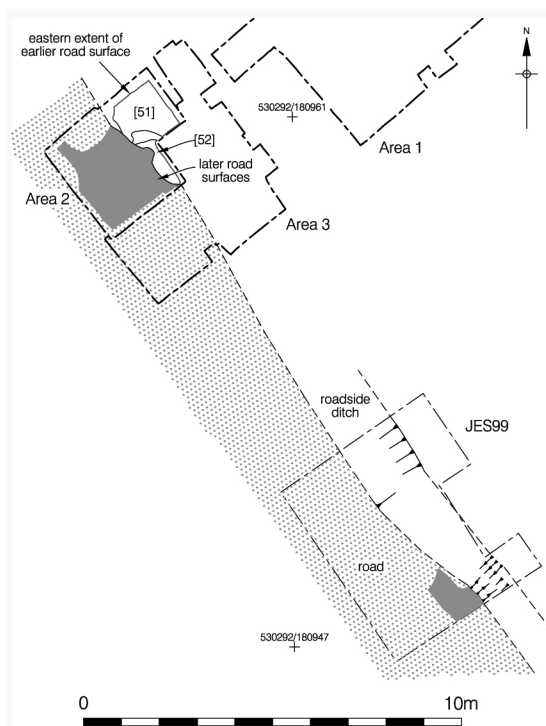 eastern extent of
earlier road surface
N
[51]
530292/180961
[52]
Area 1
later road
surfaces
Area 2
Area 3
roadside
ditch
JES99
road
530292/180947
0
10m